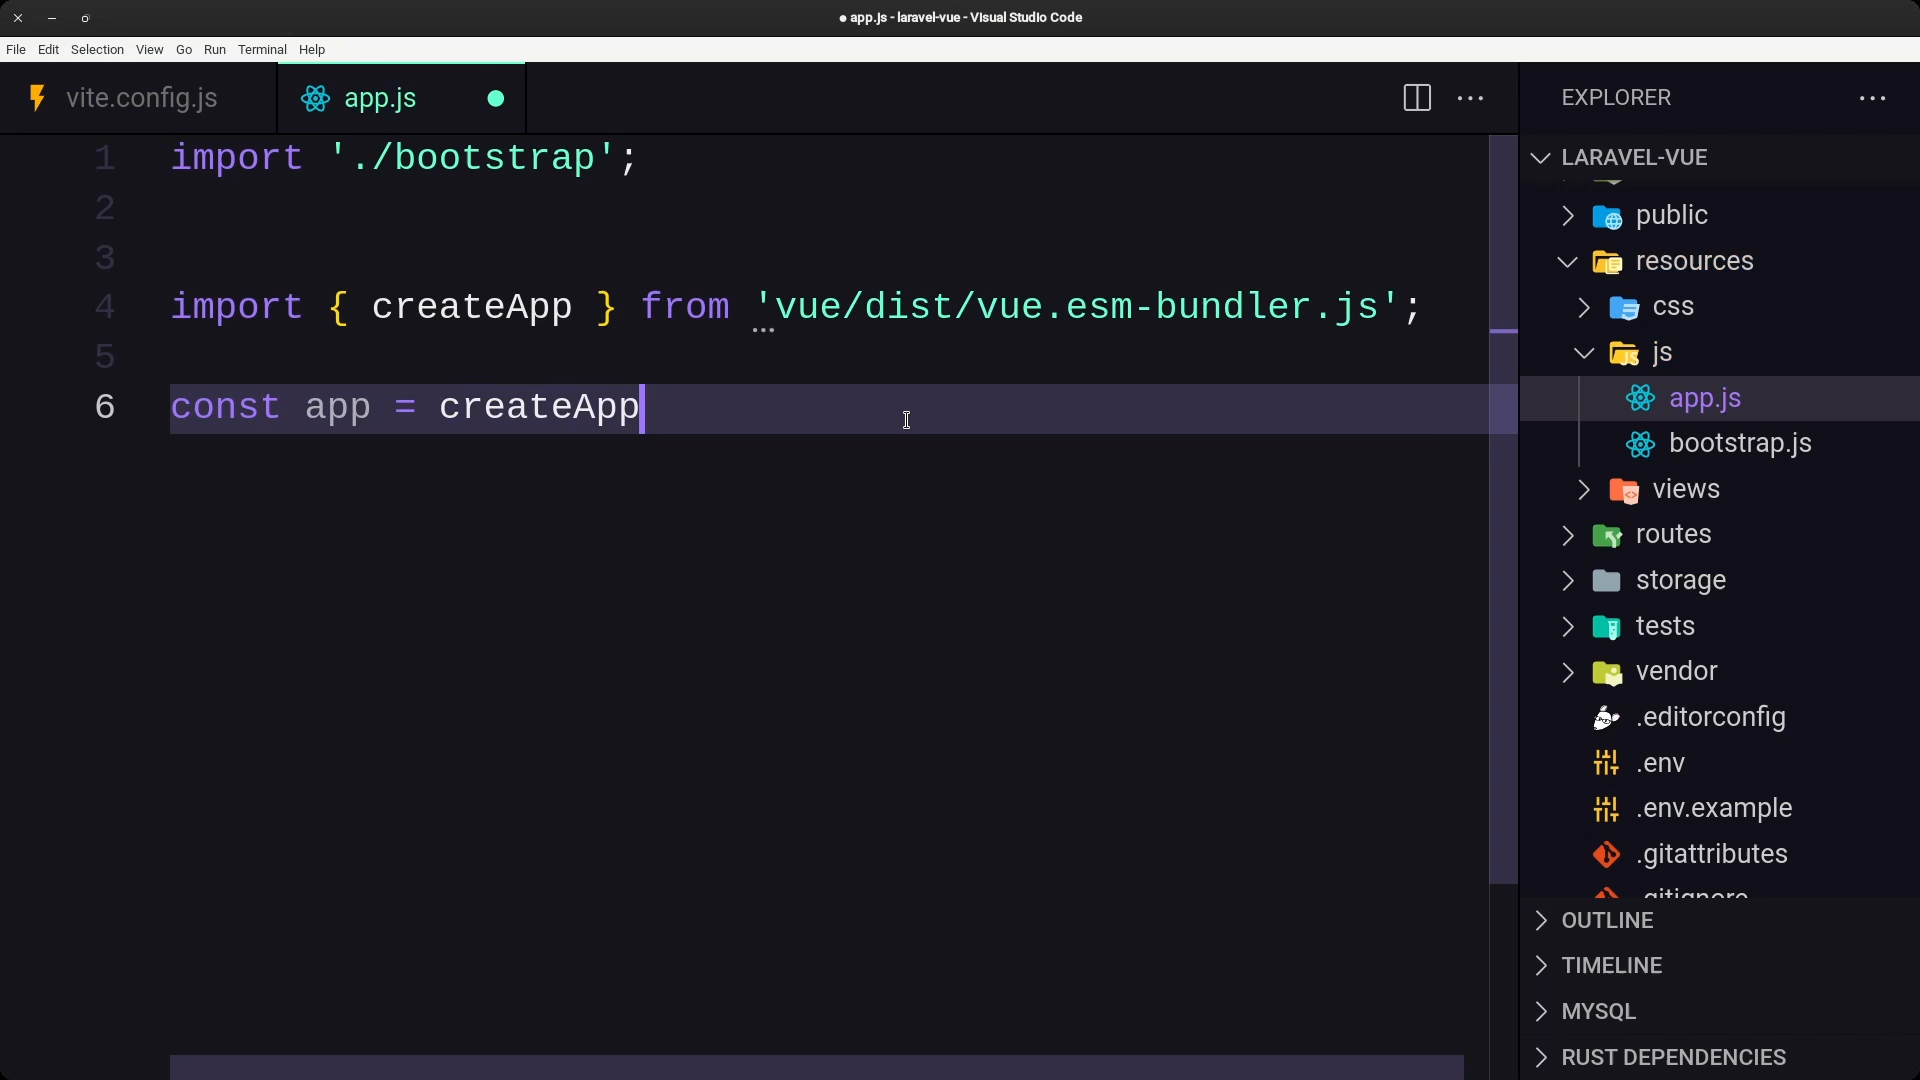 ● app.js - laravel-vue - Visual Studio Code
File Edit Selection View Go Run Terminal Help
vite.config.js
app.js
1 import './bootstrap';
2
3
4 import { createApp } from 'vue/dist/vue.esm-bundler.js';
5
6 const app = createApp
EXPLORER
LARAVEL-VUE
public
resources
css
js
app.js
bootstrap.js
views
routes
storage
tests
vendor
.editorconfig
.env
.env.example
.gitattributes
.gitignore
OUTLINE
TIMELINE
MYSQL
RUST DEPENDENCIES